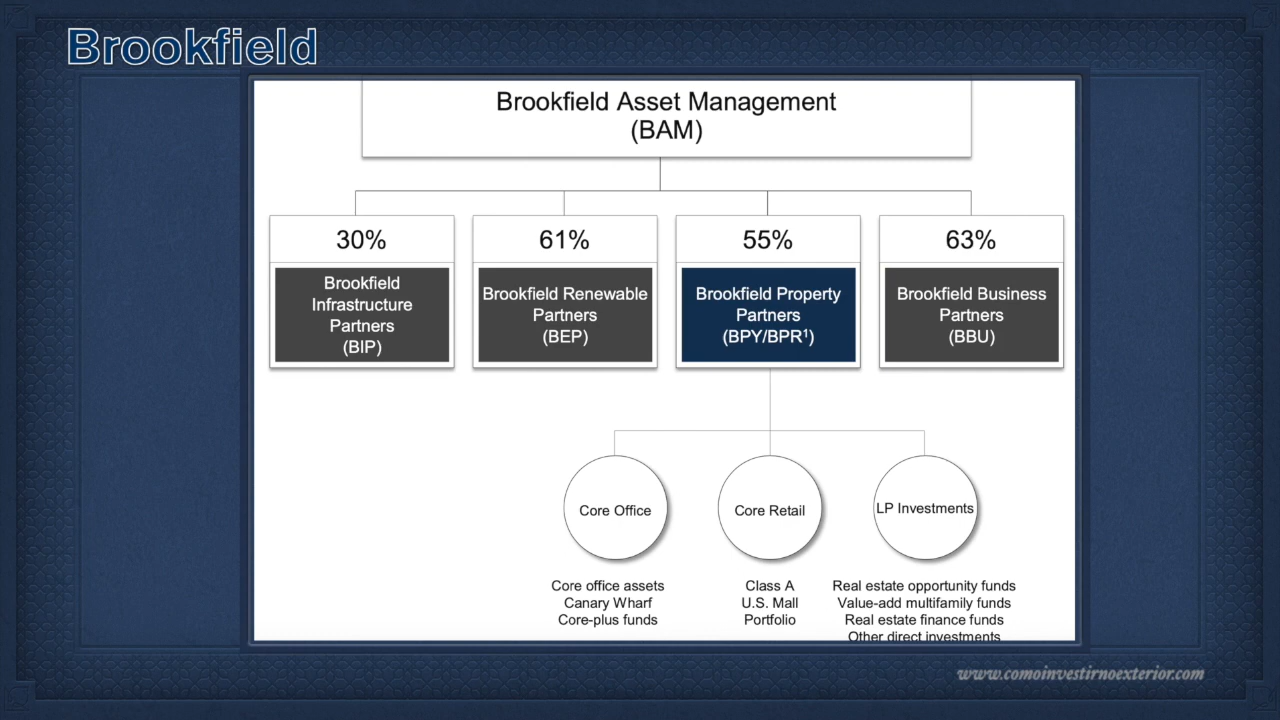 Brookfield
Brookfield Asset Management
(BAM)
30%
61%
55%
63%
Brookfield
Infrastructure
Partners
(BIP)
Brookfield Renewable
Partners
(BEP)
Brookfield Property
Partners
(BPY/BPR¹)
Brookfield Business
Partners
(BBU)
Core Office
Core Retail
LP Investments
Core office assets
Canary Wharf
Core-plus funds
Class A
U.S. Mall
Portfolio
Real estate opportunity funds
Value-add multifamily funds
Real estate finance funds
Other direct investments
www.comoinvestirnoexterior.com